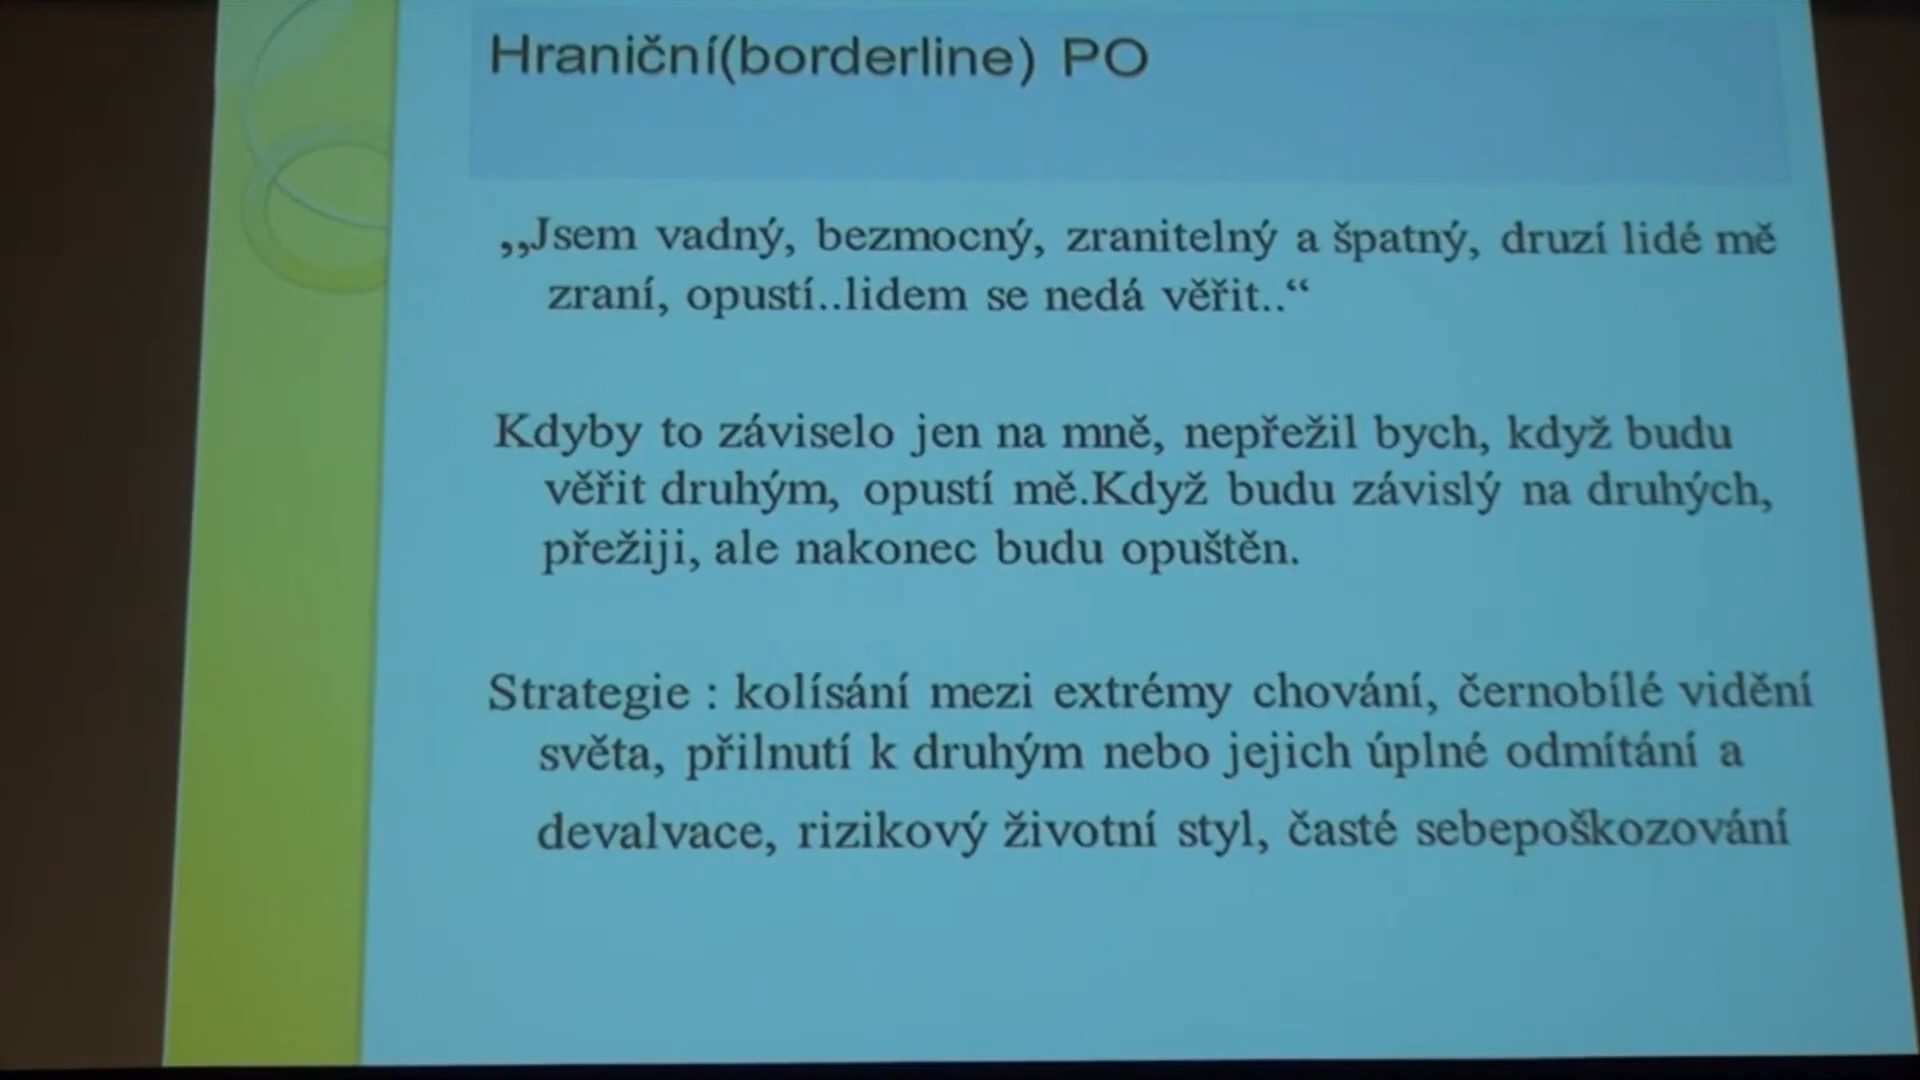 Hraniční(borderline) PO
,,Jsem vadný, bezmocný, zranitelný a špatný, druzí lidé mě
zraní, opustí..lidem se nedá věřit..“
Kdyby to záviselo jen na mně, nepřežil bych, když budu
věřit druhým, opustí mě.Když budu závislý na druhých,
přežiji, ale nakonec budu opuštěn.
Strategie : kolísání mezi extrémy chování, černobílé vidění
světa, přilnutí k druhým nebo jejich úplné odmítání a
devalvace, rizikový životní styl, časté sebepoškozování